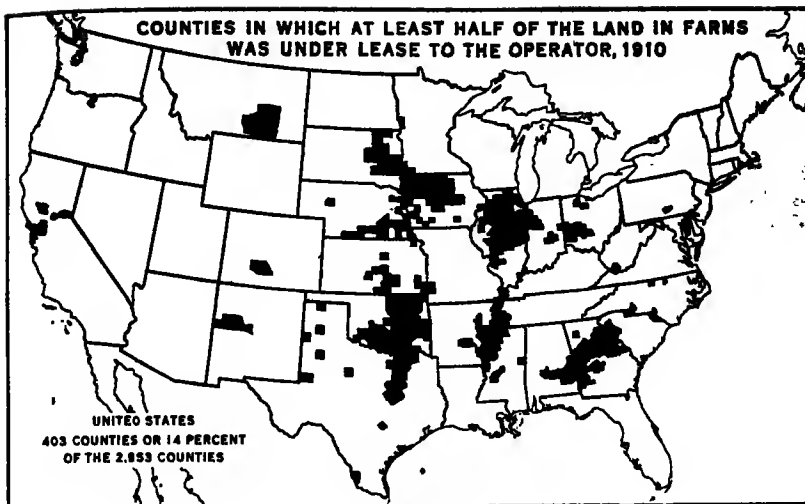 COUNTIES IN WHICH AT LEAST HALF OF THE LAND IN FARMS
WAS UNDER LEASE TO THE OPERATOR, 1910
UNITED STATES
403 COUNTIES OR 14 PERCENT
OF THE 2,953 COUNTIES